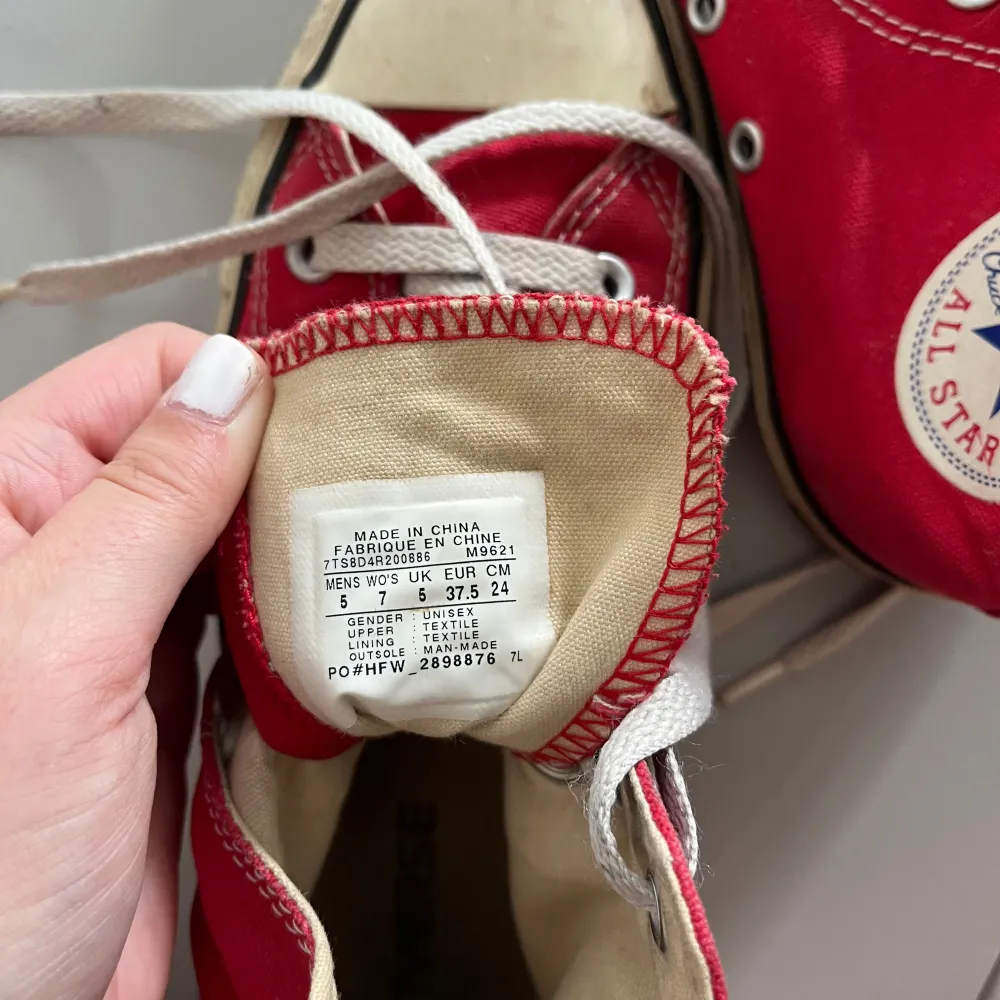 MADE IN CHINA
FABRIQUE EN CHINE
7TS8D4R200886 M9621
MENS WO'S UK EUR CM
5 7 5 37.5 24
GENDER : UNISEX
UPPER : TEXTILE
LINING : TEXTILE
OUTSOLE : MAN-MADE
PO#HFW_2898876 7L
ALL STAR